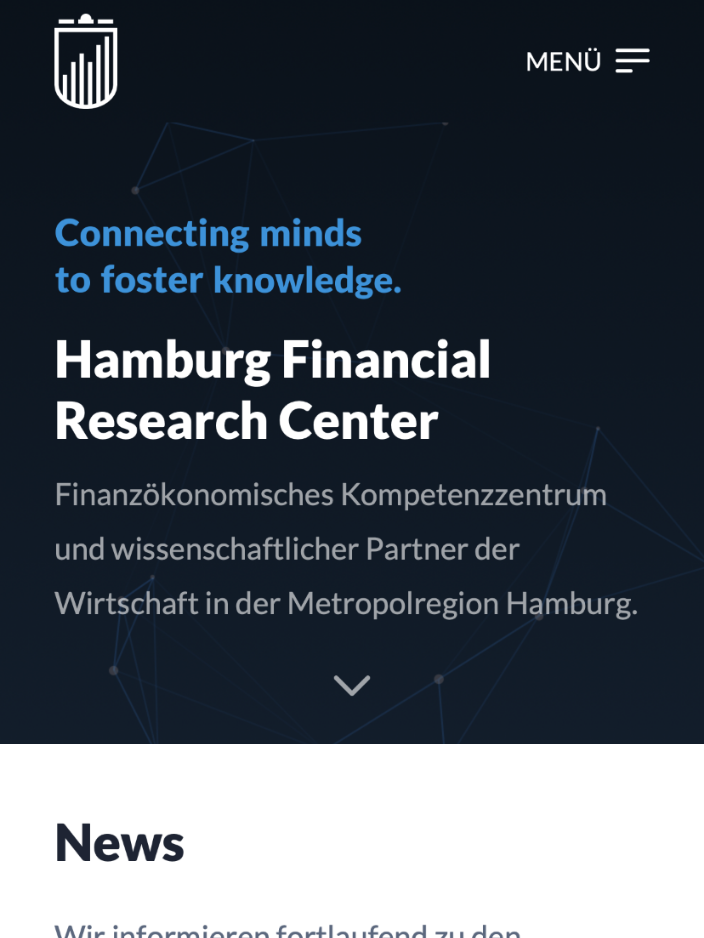 MENÜ
Connecting minds
to foster knowledge.
Hamburg Financial
Research Center
Finanzökonomisches Kompetenzzentrum
und wissenschaftlicher Partner der
Wirtschaft in der Metropolregion Hamburg.
News
Wir informieren fortlaufend zu den